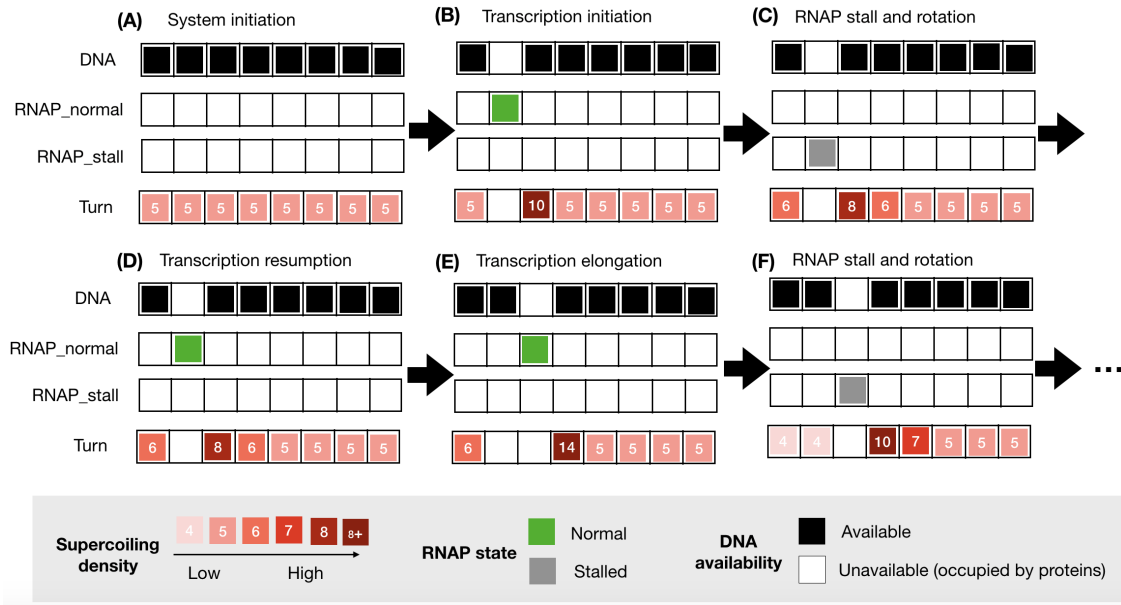 (A) System initiation
(B) Transcription initiation
(C) RNAP stall and rotation
DNA
RNAP_normal
RNAP_stall
Turn
5 5 5 5 5 5 5 5
5 10 5 5 5 5 5
6 8 6 5 5 5 5
(D) Transcription resumption
(E) Transcription elongation
(F) RNAP stall and rotation
DNA
RNAP_normal
RNAP_stall
Turn
6 8 6 5 5 5 5
6 14 5 5 5 5
4 4 10 7 5 5 5
...
Supercoiling
density
4 5 6 7 8 8+
Low High
RNAP state
Normal
Stalled
DNA
availability
Available
Unavailable (occupied by proteins)